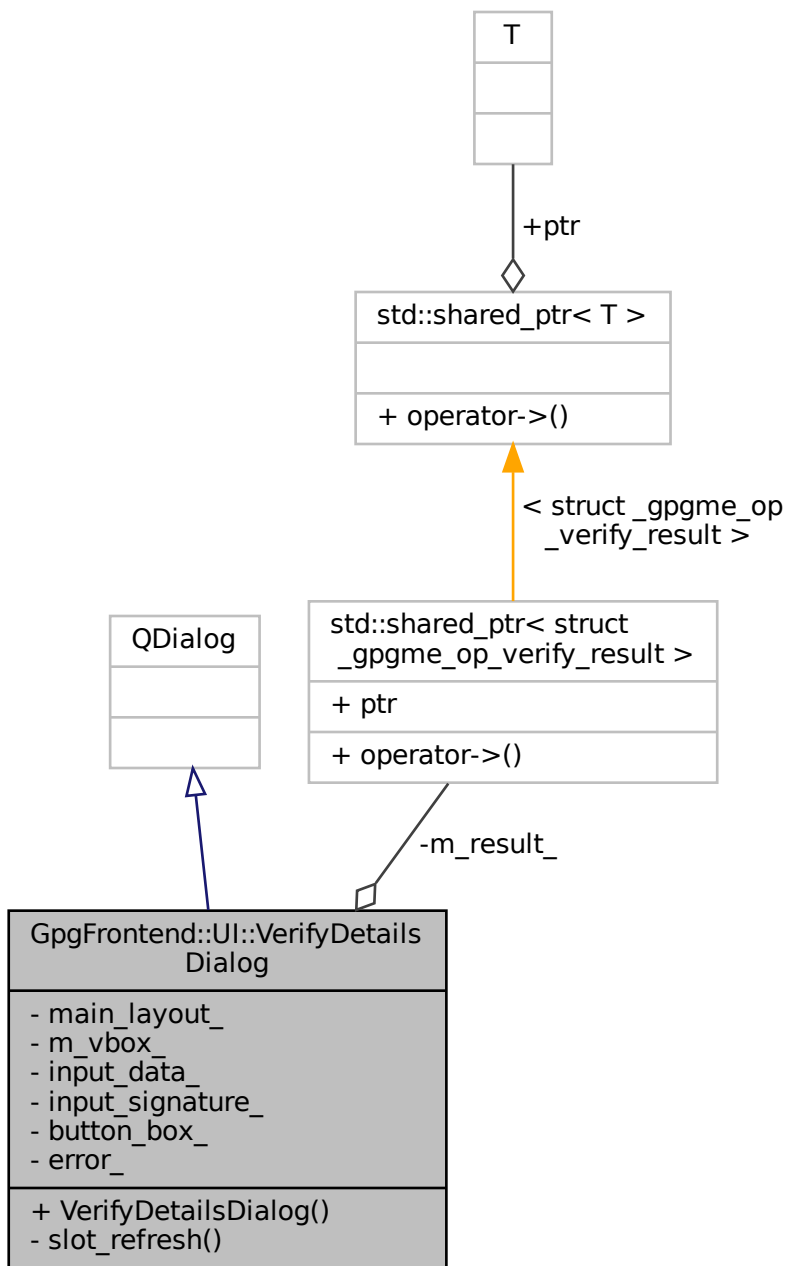 T
+ptr
std::shared_ptr< T >
+ operator->()
< struct _gpgme_op
_verify_result >
std::shared_ptr< struct
_gpgme_op_verify_result >
+ ptr
+ operator->()
QDialog
-m_result_
GpgFrontend::UI::VerifyDetails
Dialog
- main_layout_
- m_vbox_
- input_data_
- input_signature_
- button_box_
- error_
+ VerifyDetailsDialog()
- slot_refresh()